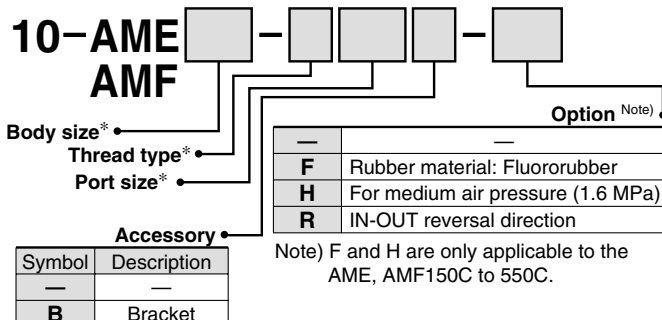 10−AME − −
AMF
Option Note)
Body size*
Thread type*
Port size*
Accessory
— —
F Rubber material: Fluororubber
H For medium air pressure (1.6 MPa)
R IN-OUT reversal direction
Note) F and H are only applicable to the
AME, AMF150C to 550C.
Symbol Description
— —
B Bracket